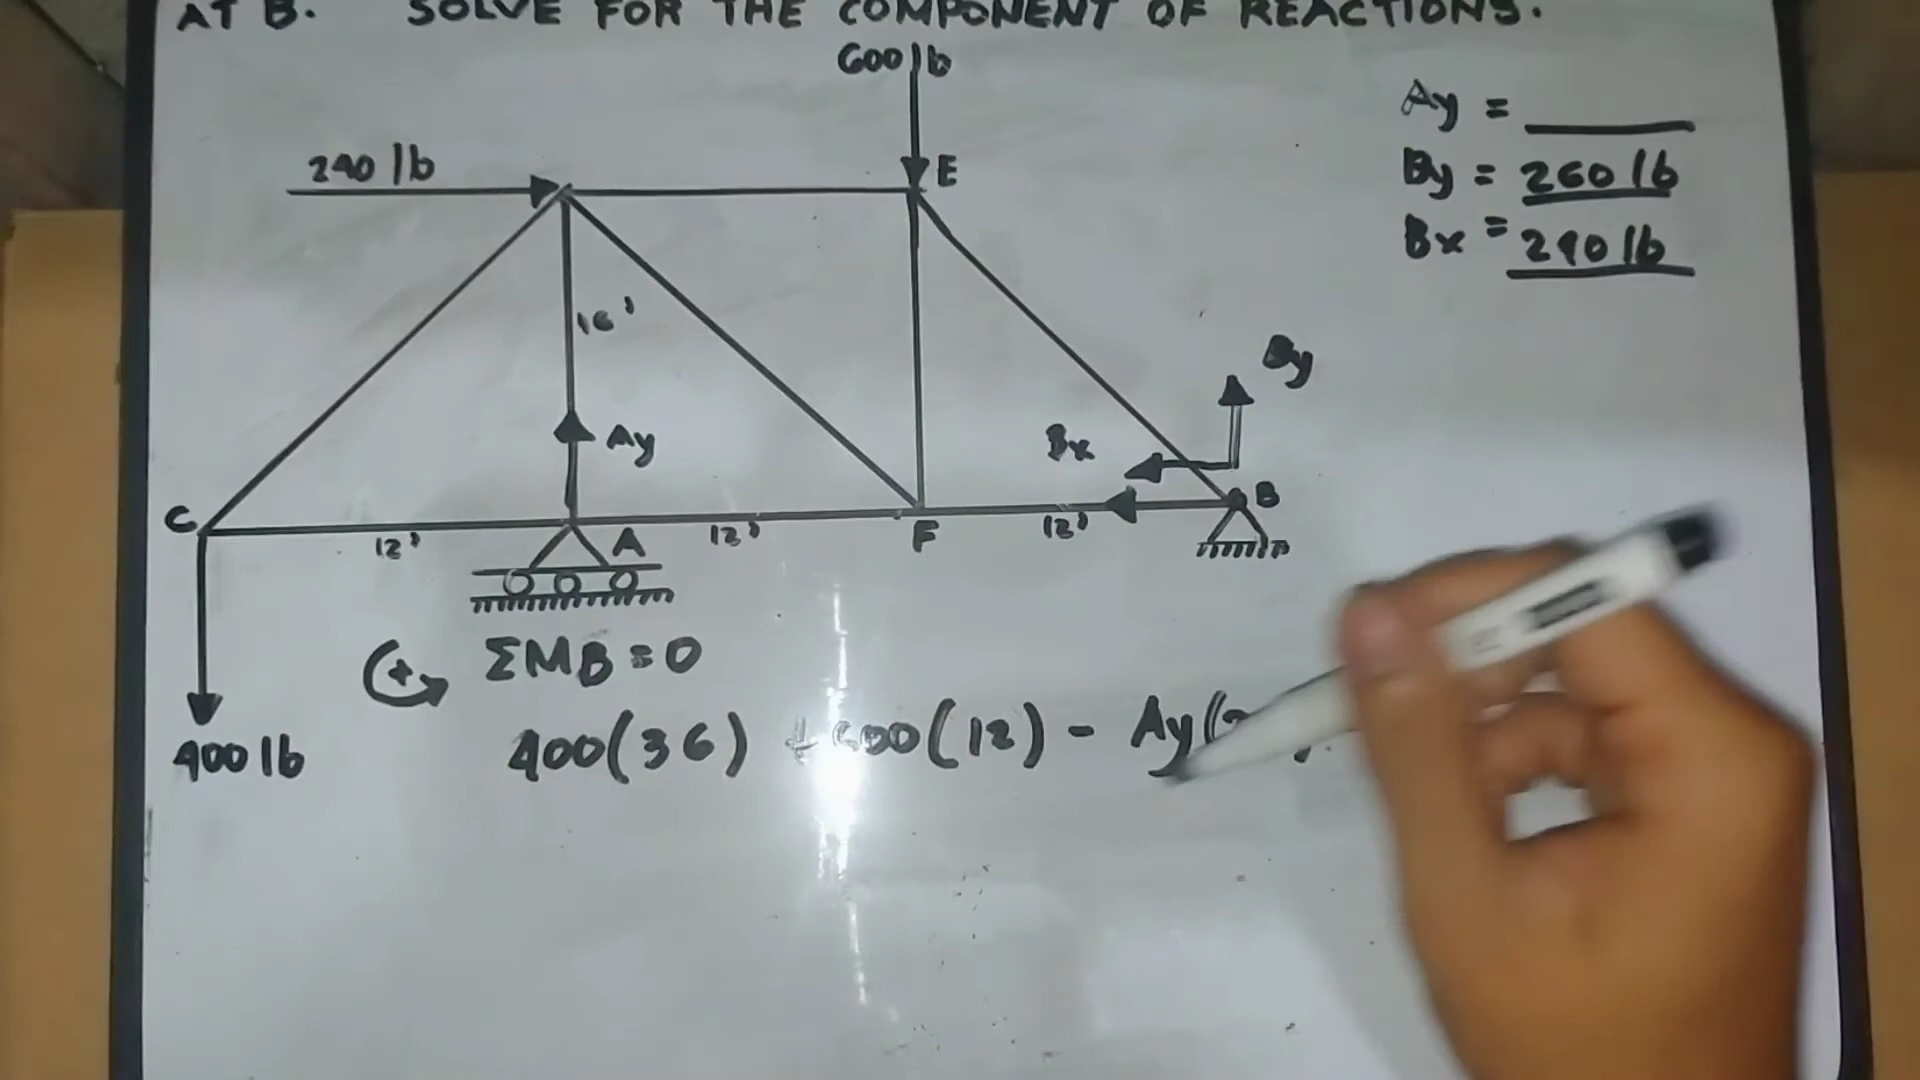 AT B. SOLVE FOR THE COMPONENT OF REACTIONS.
600 lb
Ay =
240 lb
E
By = 260 lb
Bx = 240 lb
16'
By
Ay
Bx
C
B
12'
A
12'
F
12'
+
ΣMB = 0
400 lb
400(36) + 600(12) - Ay(